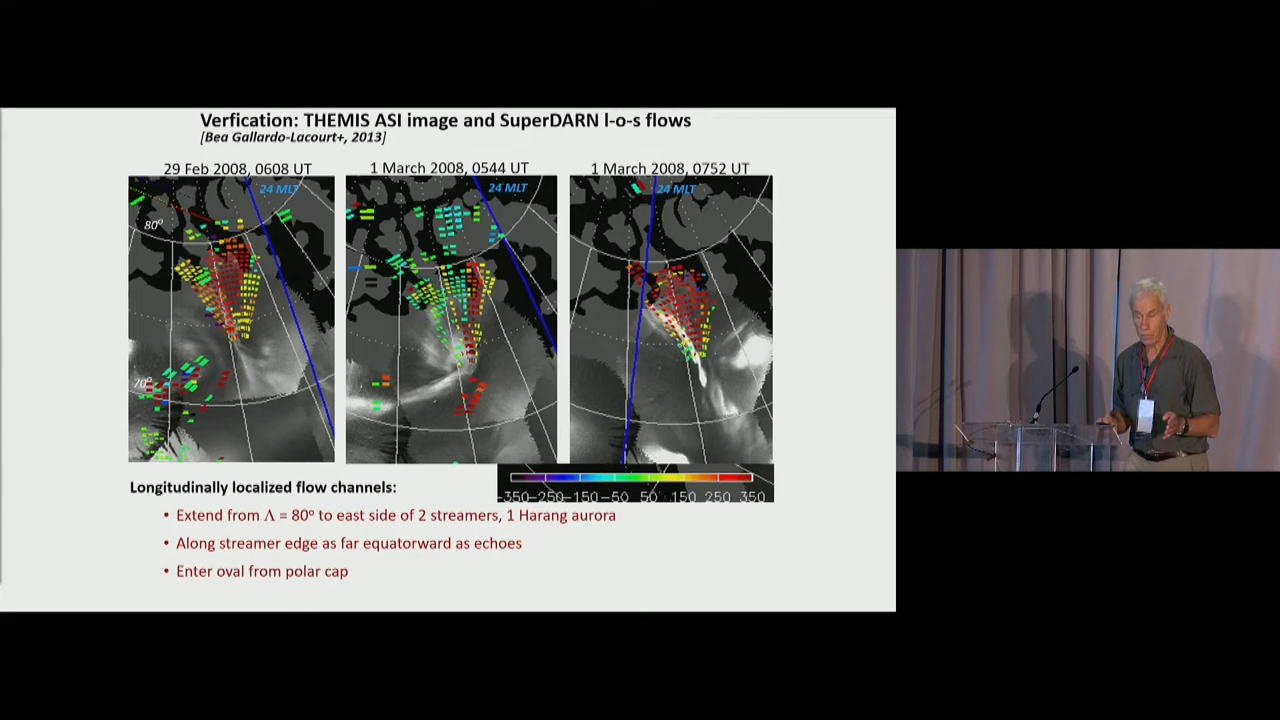 Verfication: THEMIS ASI image and SuperDARN l-o-s flows
[Bea Gallardo-Lacourt+, 2013]
29 Feb 2008, 0608 UT
1 March 2008, 0544 UT
1 March 2008, 0752 UT
24 MLT
24 MLT
24 MLT
80º
70º
-350-250-150-50 50 150 250 350
Longitudinally localized flow channels:
• Extend from Λ = 80º to east side of 2 streamers, 1 Harang aurora
• Along streamer edge as far equatorward as echoes
• Enter oval from polar cap